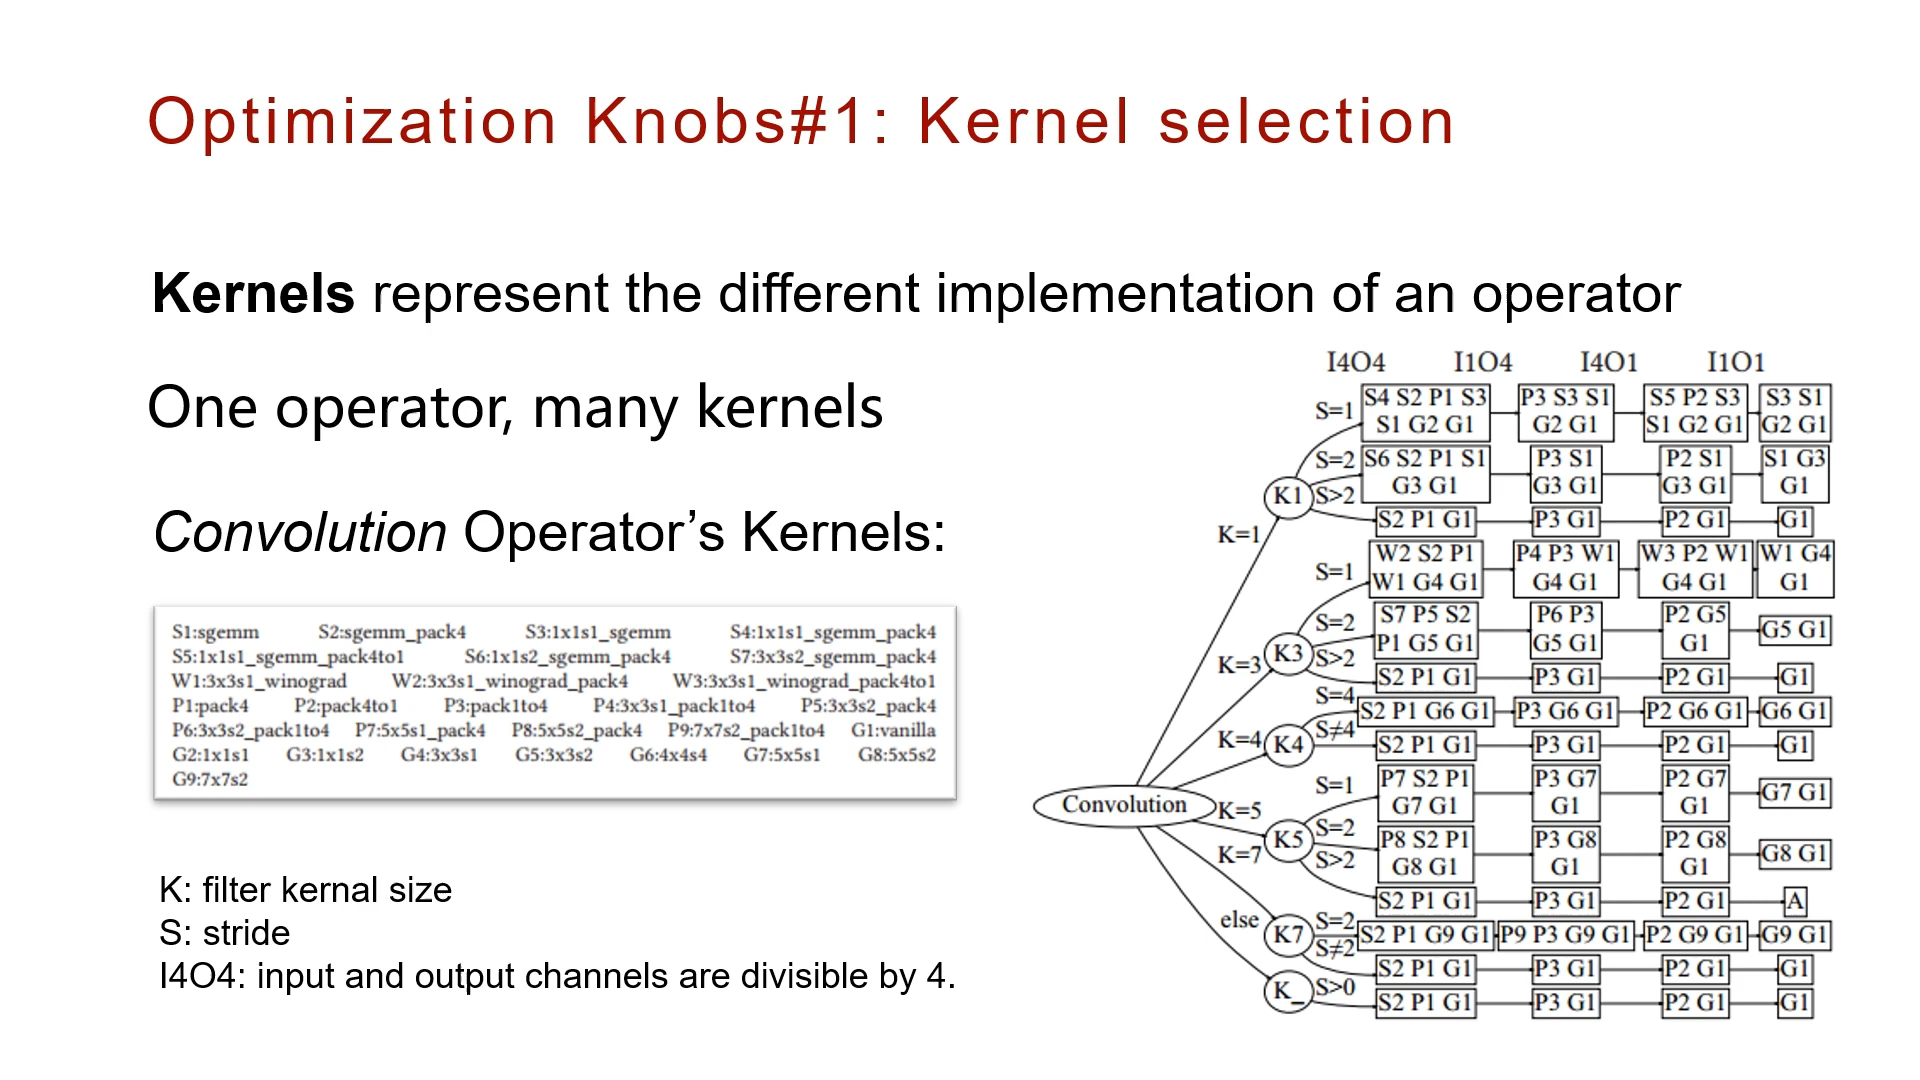 Optimization Knobs#1: Kernel selection
Kernels represent the different implementation of an operator
One operator, many kernels
Convolution Operator's Kernels:
S1:sgemm S2:sgemm_pack4 S3:1x1s1_sgemm S4:1x1s1_sgemm_pack4
S5:1x1s1_sgemm_pack4to1 S6:1x1s2_sgemm_pack4 S7:3x3s2_sgemm_pack4
W1:3x3s1_winograd W2:3x3s1_winograd_pack4 W3:3x3s1_winograd_pack4to1
P1:pack4 P2:pack4to1 P3:pack1to4 P4:3x3s1_pack1to4 P5:3x3s2_pack4
P6:3x3s2_pack1to4 P7:5x5s1_pack4 P8:5x5s2_pack4 P9:7x7s2_pack1to4 G1:vanilla
G2:1x1s1 G3:1x1s2 G4:3x3s1 G5:3x3s2 G6:4x4s4 G7:5x5s1 G8:5x5s2
G9:7x7s2
K: filter kernal size
S: stride
I4O4: input and output channels are divisible by 4.
I4O4 I1O4 I4O1 I1O1
Convolution
K=1
K1
S=1
S4 S2 P1 S3
S1 G2 G1
P3 S3 S1
G2 G1
S5 P2 S3
S1 G2 G1
S3 S1
G2 G1
S=2
S6 S2 P1 S1
G3 G1
P3 S1
G3 G1
P2 S1
G3 G1
S1 G3
G1
S>2
S2 P1 G1
P3 G1
P2 G1
G1
K=3
K3
S=1
W2 S2 P1
W1 G4 G1
P4 P3 W1
G4 G1
W3 P2 W1
G4 G1
W1 G4
G1
S=2
S7 P5 S2
P1 G5 G1
P6 P3
G5 G1
P2 G5
G1
G5 G1
S>2
S2 P1 G1
P3 G1
P2 G1
G1
K=4
K4
S=4
S2 P1 G6 G1
P3 G6 G1
P2 G6 G1
G6 G1
S≠4
S2 P1 G1
P3 G1
P2 G1
G1
K=5
K5
S=1
P7 S2 P1
G7 G1
P3 G7
G1
P2 G7
G1
G7 G1
S=2
P8 S2 P1
G8 G1
P3 G8
G1
P2 G8
G1
G8 G1
S>2
S2 P1 G1
P3 G1
P2 G1
A
K=7
K7
S=2
S2 P1 G9 G1
P9 P3 G9 G1
P2 G9 G1
G9 G1
S≠2
S2 P1 G1
P3 G1
P2 G1
G1
else
K_
S>0
S2 P1 G1
P3 G1
P2 G1
G1